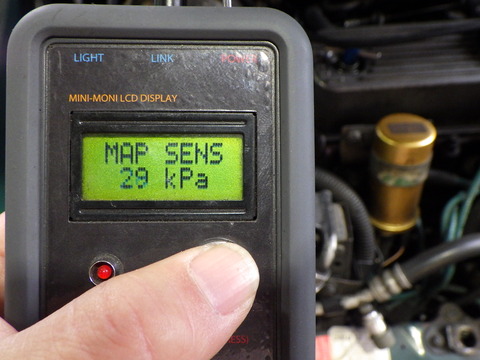 LIGHT LINK POWER
MINI-MONI LCD DISPLAY
MAP SENS
29 kPa